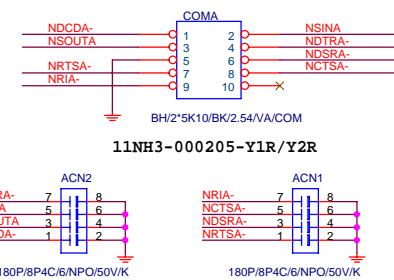 COMA
NDCDA- 1 2 NSINA
NSOUTA 3 4 NDTRA-
5 6 NDSRA-
NRTSA- 7 8 NCTSA-
NRIA- 9 10
BH/2*5K10/BK/2.54/VA/COM
11NH3-000205-Y1R/Y2R
ACN2
RA- 7 8
A 5 6
UTA 3 4
DA- 1 2
180P/8P4C/6/NPO/50V/K
ACN1
NRIA- 7 8
NCTSA- 5 6
NDSRA- 3 4
NRTSA- 1 2
180P/8P4C/6/NPO/50V/K